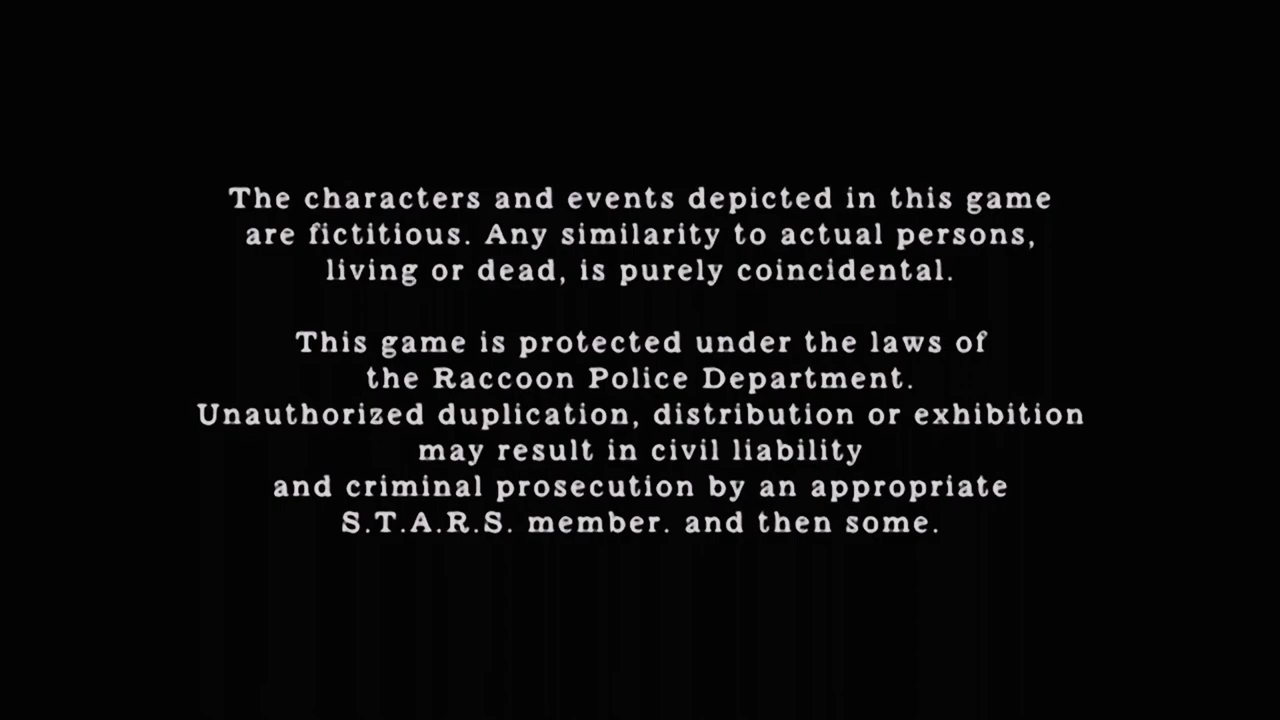 The characters and events depicted in this game
are fictitious. Any similarity to actual persons,
living or dead, is purely coincidental.
This game is protected under the laws of
the Raccoon Police Department.
Unauthorized duplication, distribution or exhibition
may result in civil liability
and criminal prosecution by an appropriate
S.T.A.R.S. member. and then some.